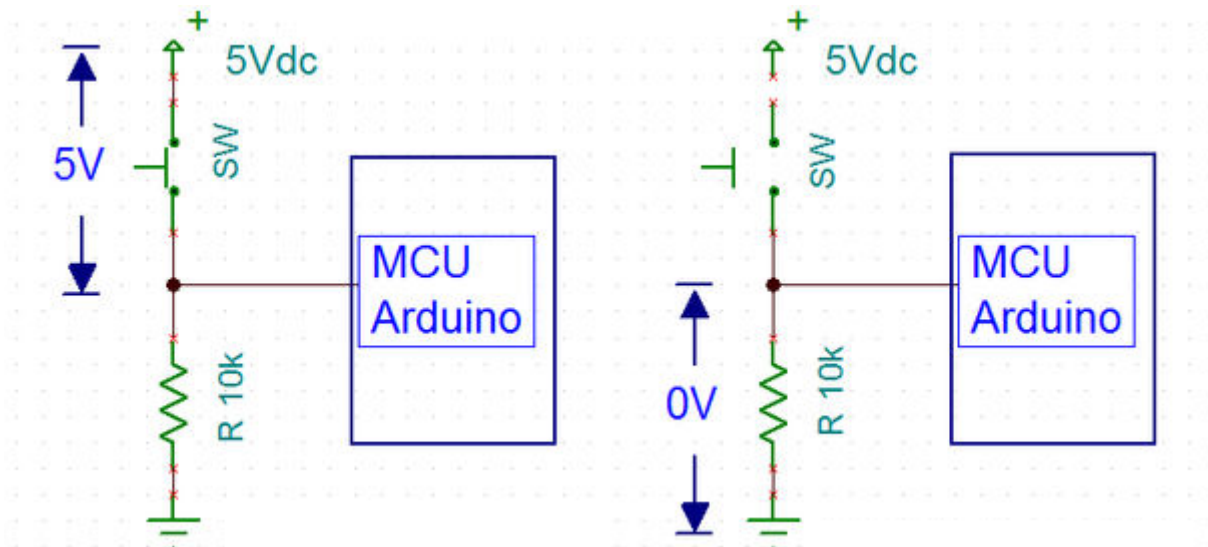 +
5Vdc
SW
5V
MCU
Arduino
R 10k
+
5Vdc
SW
MCU
Arduino
0V
R 10k